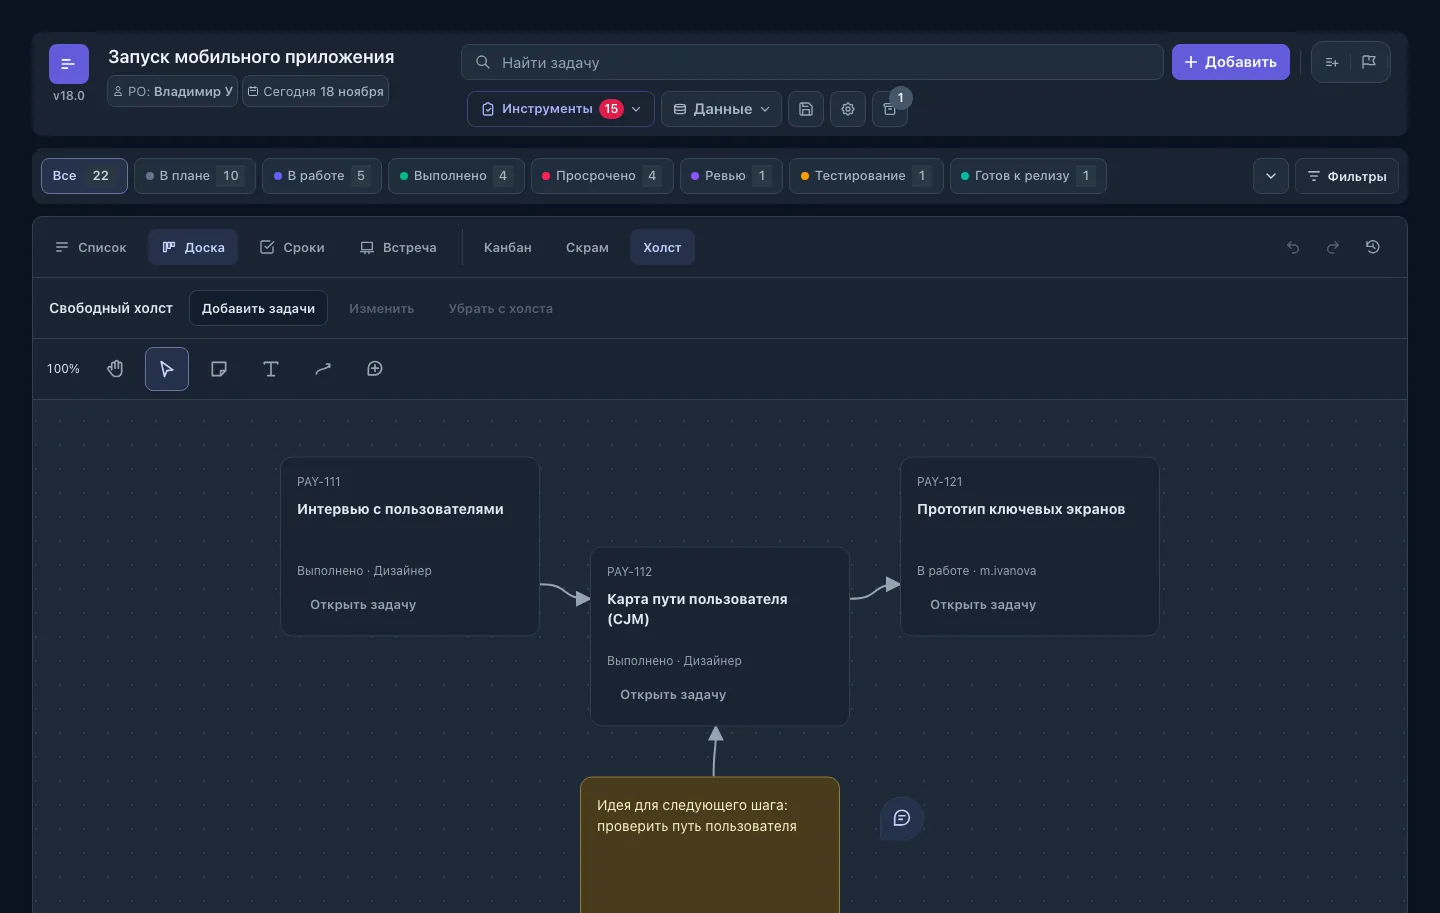 Запуск мобильного приложения
v18.0
PO: Владимир У
Сегодня 18 ноября
Найти задачу
Добавить
Инструменты 15
Данные
1
Все 22
В плане 10
В работе 5
Выполнено 4
Просрочено 4
Ревью 1
Тестирование 1
Готов к релизу 1
Фильтры
Список
Доска
Сроки
Встреча
Канбан
Скрам
Холст
Свободный холст
Добавить задачи
Изменить
Убрать с холста
100%
PAY-111
Интервью с пользователями
Выполнено · Дизайнер
Открыть задачу
PAY-112
Карта пути пользователя
(CJM)
Выполнено · Дизайнер
Открыть задачу
PAY-121
Прототип ключевых экранов
В работе · m.ivanova
Открыть задачу
Идея для следующего шага:
проверить путь пользователя